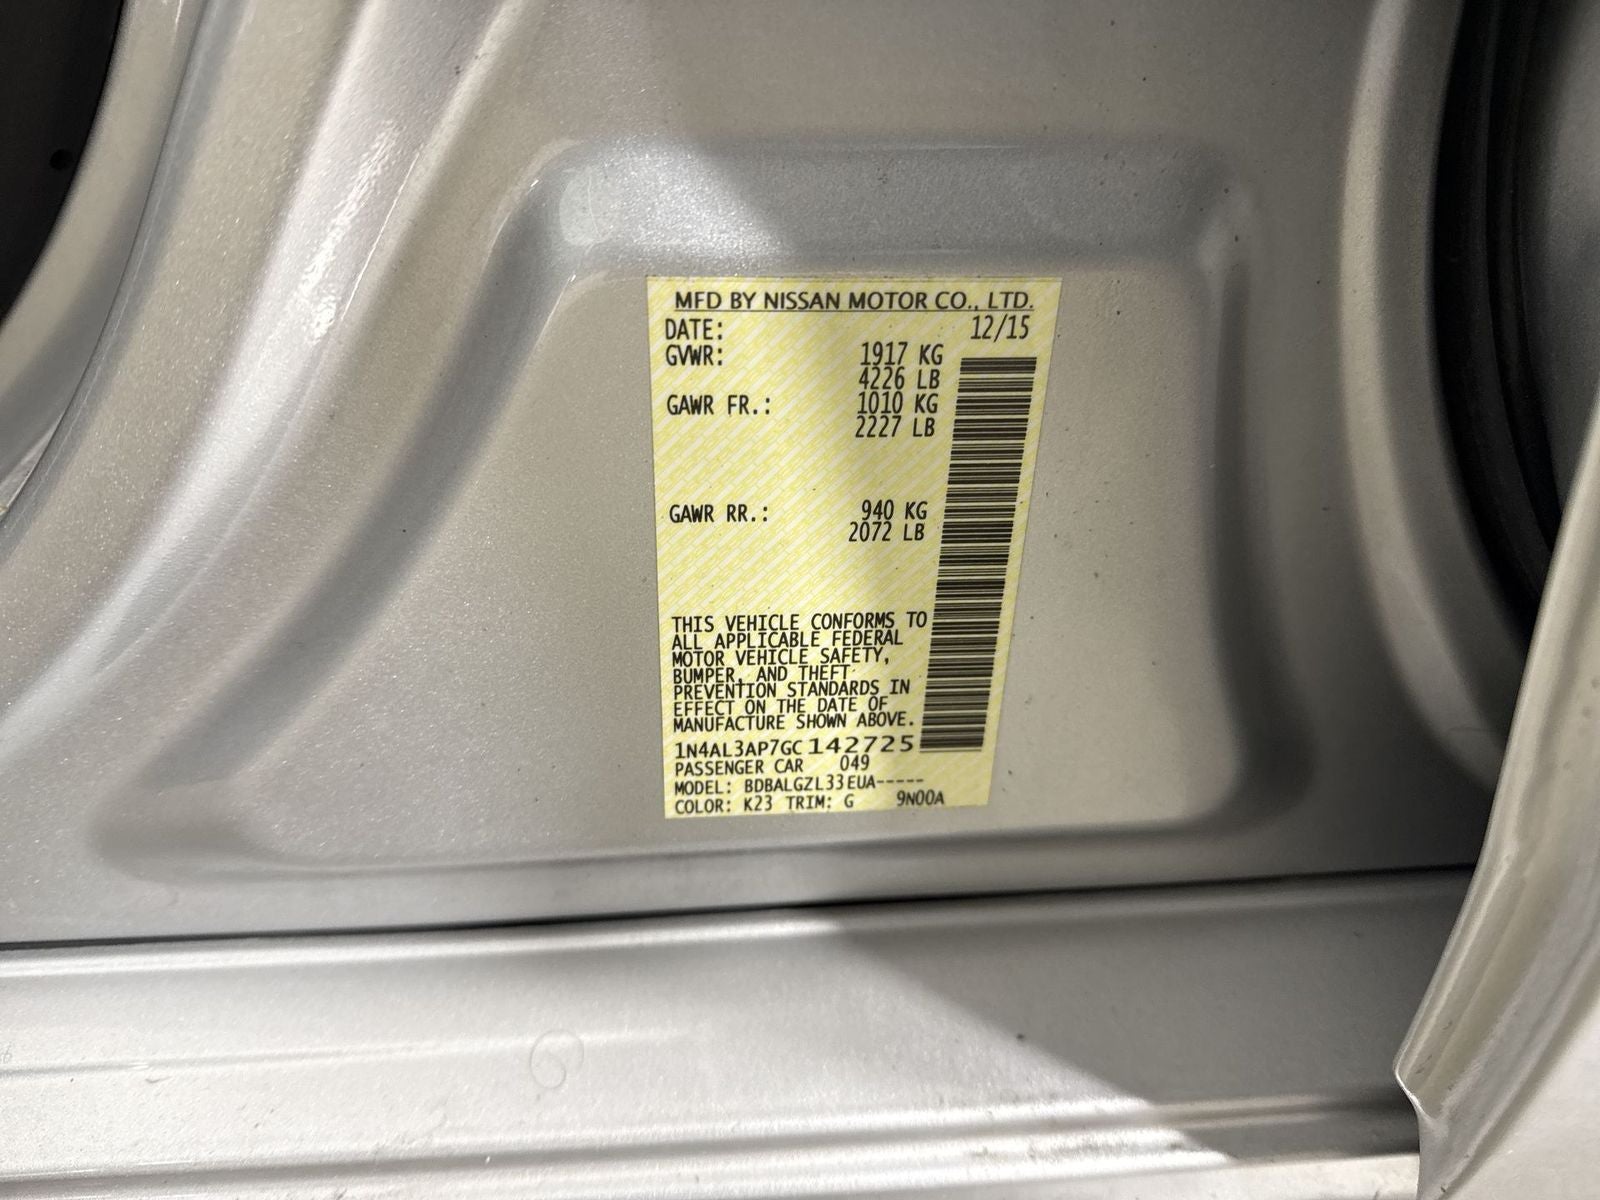 MFD BY NISSAN MOTOR CO., LTD.
DATE: 12/15
GVWR: 1917 KG
4226 LB
GAWR FR.: 1010 KG
2227 LB
GAWR RR.: 940 KG
2072 LB
THIS VEHICLE CONFORMS TO
ALL APPLICABLE FEDERAL
MOTOR VEHICLE SAFETY,
BUMPER, AND THEFT
PREVENTION STANDARDS IN
EFFECT ON THE DATE OF
MANUFACTURE SHOWN ABOVE.
1N4AL3AP7GC142725
PASSENGER CAR 049
MODEL: BDBALGZL33EUA-----
COLOR: K23 TRIM: G 9N00A